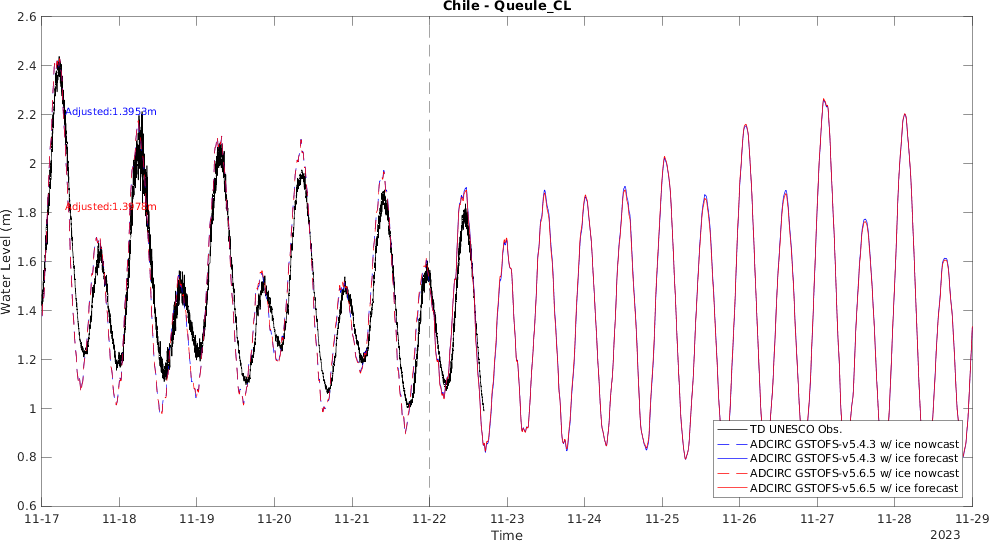 Chile - Queule_CL
2.6
2.4
2.2
2
1.8
1.6
1.4
1.2
1
0.8
0.6
Water Level (m)
Adjusted:1.3953m
Adjusted:1.3978m
TD UNESCO Obs.
ADCIRC GSTOFS-v5.4.3 w/ ice nowcast
ADCIRC GSTOFS-v5.4.3 w/ ice forecast
ADCIRC GSTOFS-v5.6.5 w/ ice nowcast
ADCIRC GSTOFS-v5.6.5 w/ ice forecast
11-17 11-18 11-19 11-20 11-21 11-22 11-23 11-24 11-25 11-26 11-27 11-28 11-29
Time
2023